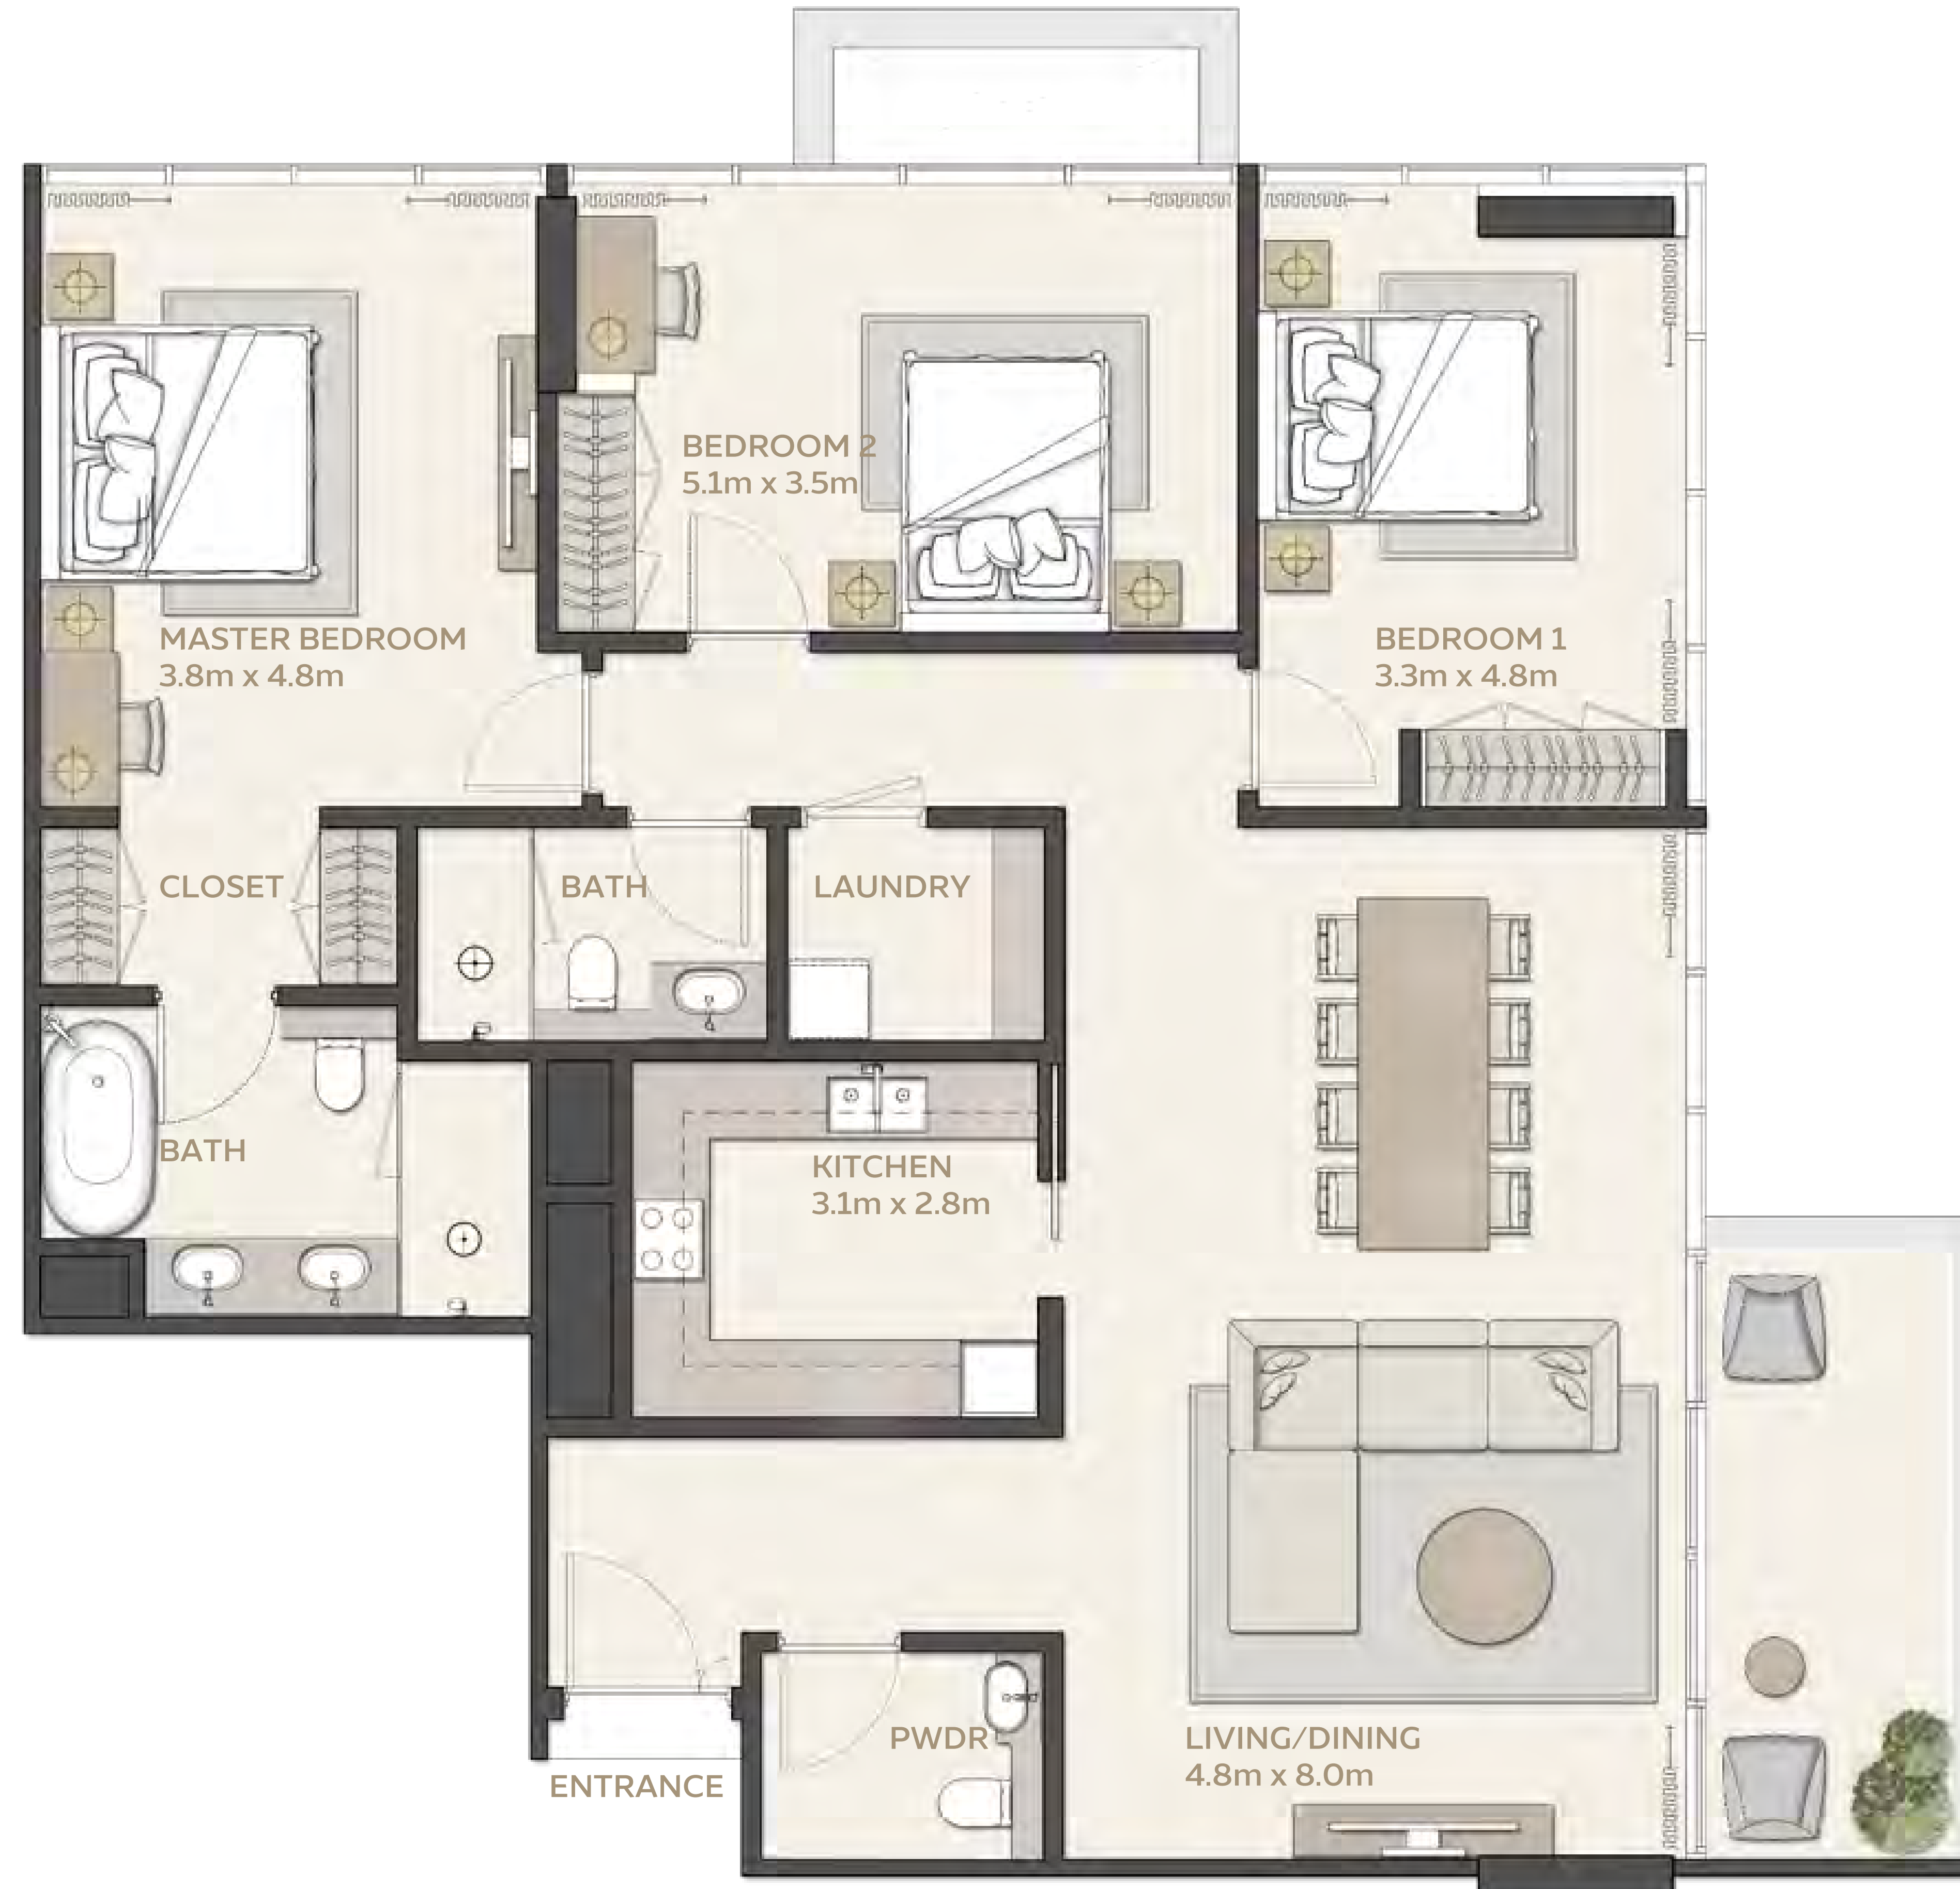 BEDROOM 2
5.1m x 3.5m
MASTER BEDROOM
3.8m x 4.8m
BEDROOM 1
3.3m x 4.8m
CLOSET
BATH
LAUNDRY
BATH
KITCHEN
3.1m x 2.8m
PWDR
LIVING/DINING
4.8m x 8.0m
ENTRANCE